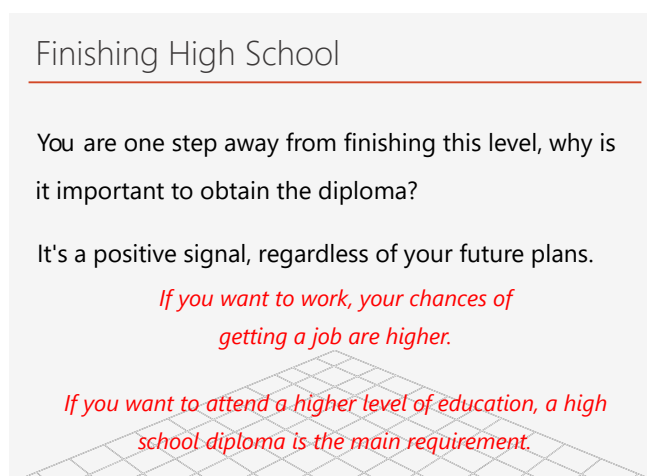 Finishing High School
You are one step away from finishing this level, why is
it important to obtain the diploma?
It's a positive signal, regardless of your future plans.
If you want to work, your chances of
getting a job are higher.
If you want to attend a higher level of education, a high
school diploma is the main requirement.